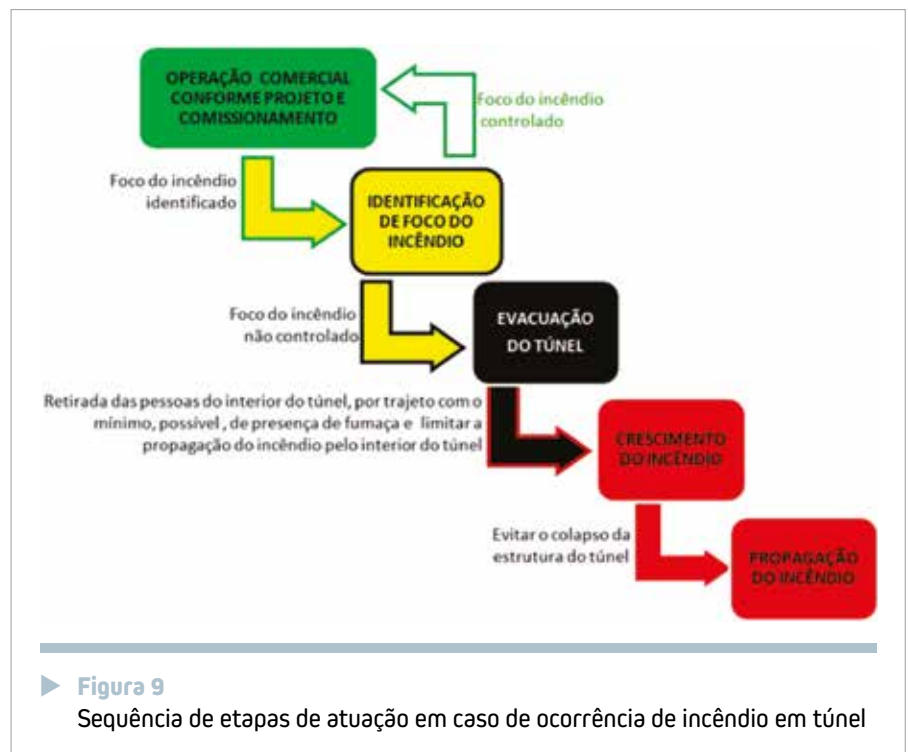 OPERAÇÃO COMERCIAL
CONFORME PROJETO E
COMISSIONAMENTO
Foco do incêndio
controlado
Foco do incêndio
identificado
IDENTIFICAÇÃO
DE FOCO DO
INCÊNDIO
Foco do incêndio
não controlado
EVACUAÇÃO
DO TÚNEL
Retirada das pessoas do interior do túnel, por trajeto com o
mínimo, possível , de presença de fumaça e limitar a
propagação do incêndio pelo interior do túnel
CRESCIMENTO
DO INCÊNDIO
Evitar o colapso da
estrutura do túnel
PROPAGAÇÃO
DO INCÊNDIO
Figura 9
Sequência de etapas de atuação em caso de ocorrência de incêndio em túnel